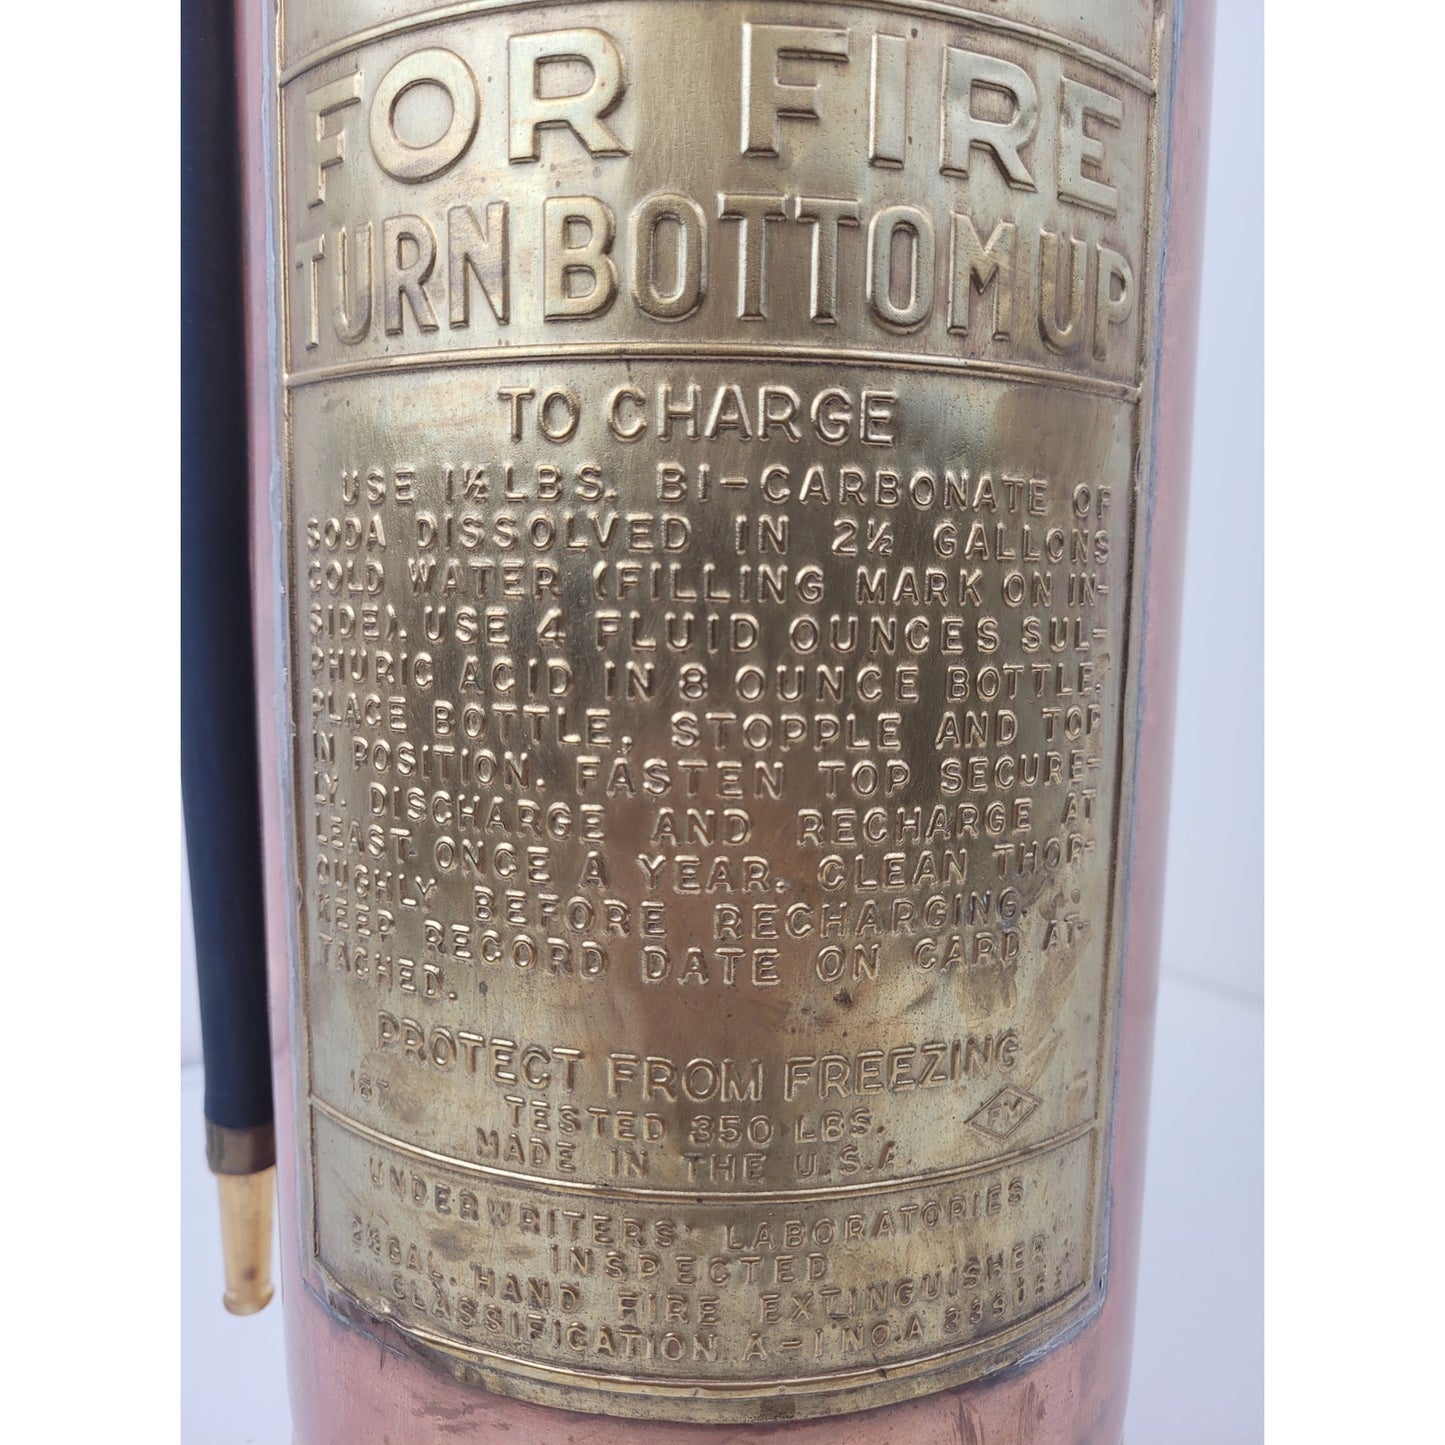 FOR FIRE
TURN BOTTOM UP
TO CHARGE
USE 1½ LBS. BI-CARBONATE OF
SODA DISSOLVED IN 2½ GALLONS
COLD WATER (FILLING MARK ON IN-
SIDE). USE 4 FLUID OUNCES SUL-
PHURIC ACID IN 8 OUNCE BOTTLE.
PLACE BOTTLE, STOPPLE AND TOP
IN POSITION. FASTEN TOP SECURE-
LY. DISCHARGE AND RECHARGE AT
LEAST ONCE A YEAR. CLEAN THOR-
OUGHLY BEFORE RECHARGING.
KEEP RECORD DATE ON CARD AT-
TACHED.
PROTECT FROM FREEZING
TESTED 350 LBS.
MADE IN THE U.S.A
FM
UNDERWRITERS' LABORATORIES
INSPECTED
2½ GAL. HAND FIRE EXTINGUISHER
CLASSIFICATION A-1 NO. A